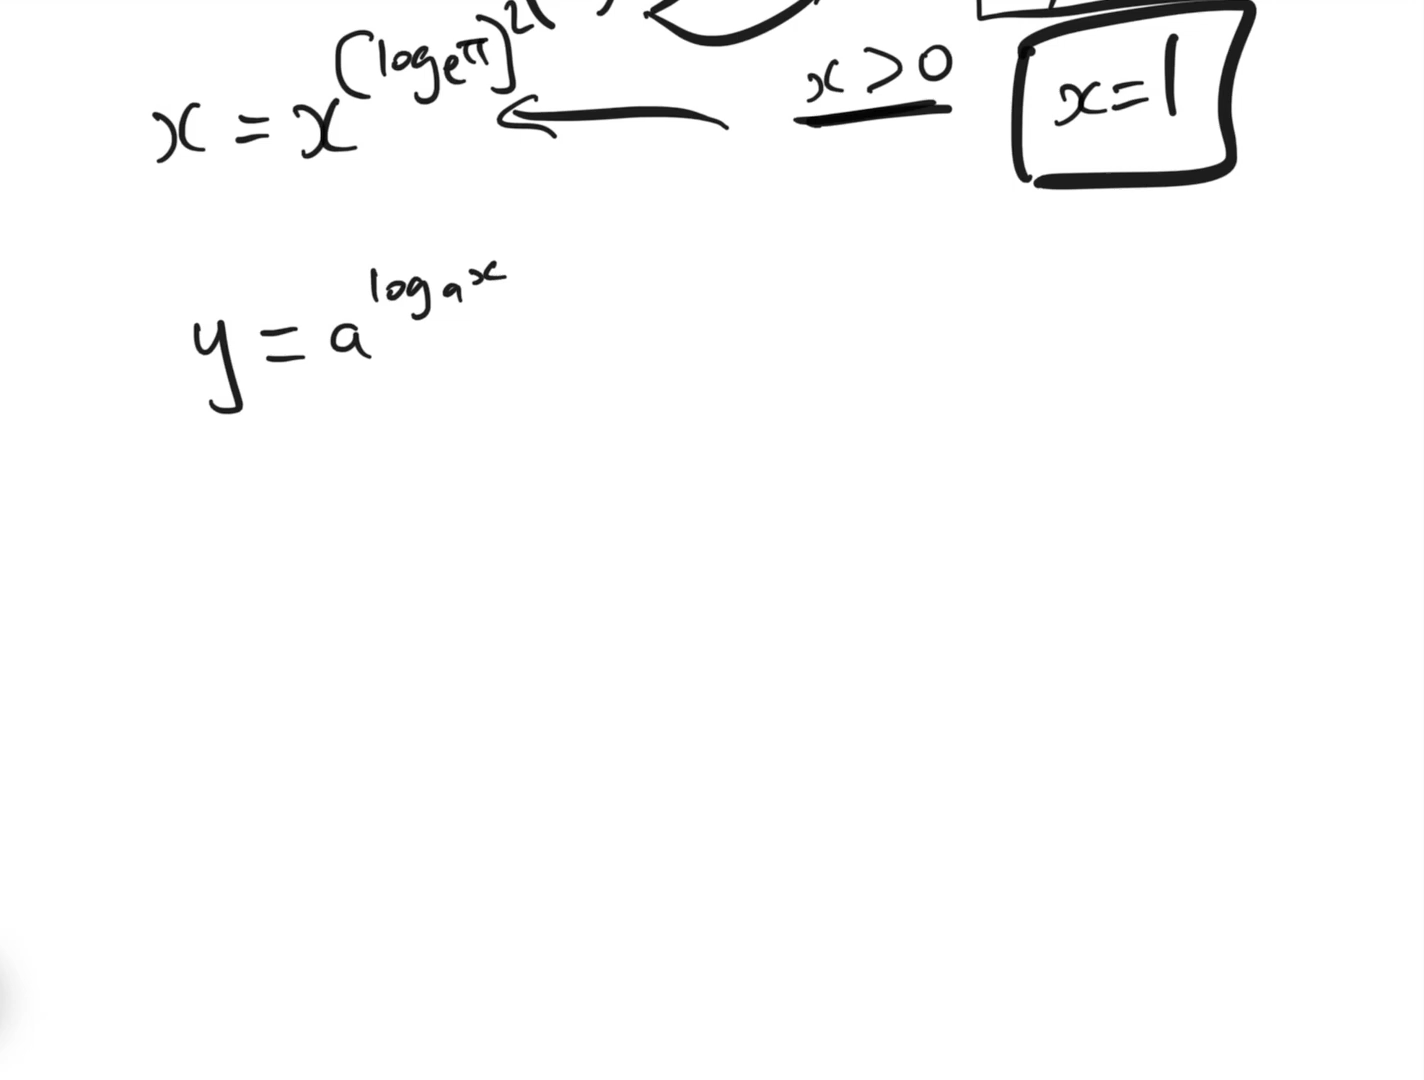 x = x^(log_e π)^2
x > 0
x = 1
y = a^log_a x